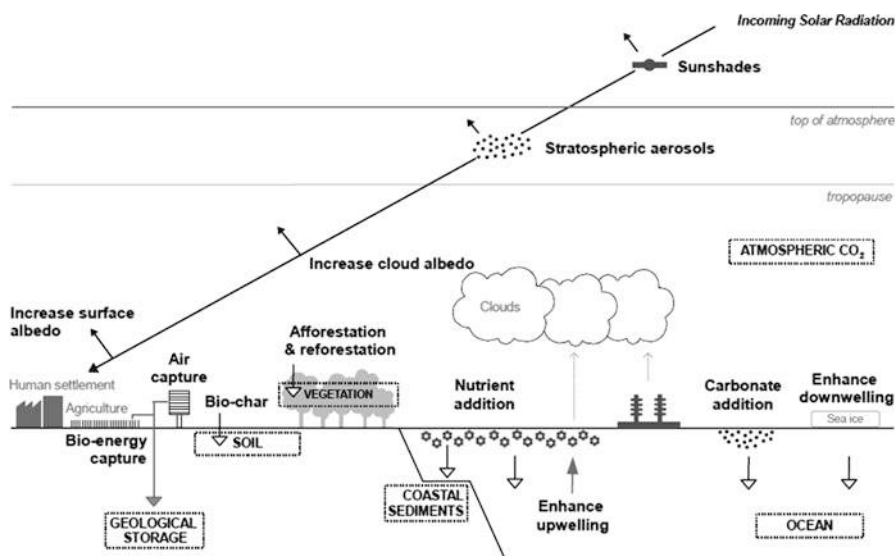 Incoming Solar Radiation
Sunshades
top of atmosphere
Stratospheric aerosols
tropopause
ATMOSPHERIC CO₂
Increase cloud albedo
Clouds
Increase surface
albedo
Afforestation
& reforestation
Air
capture
Human settlement
Agriculture
Bio-char
VEGETATION
Nutrient
addition
Carbonate
addition
Enhance
downwelling
Sea ice
Bio-energy
capture
SOIL
COASTAL
SEDIMENTS
Enhance
upwelling
GEOLOGICAL
STORAGE
OCEAN